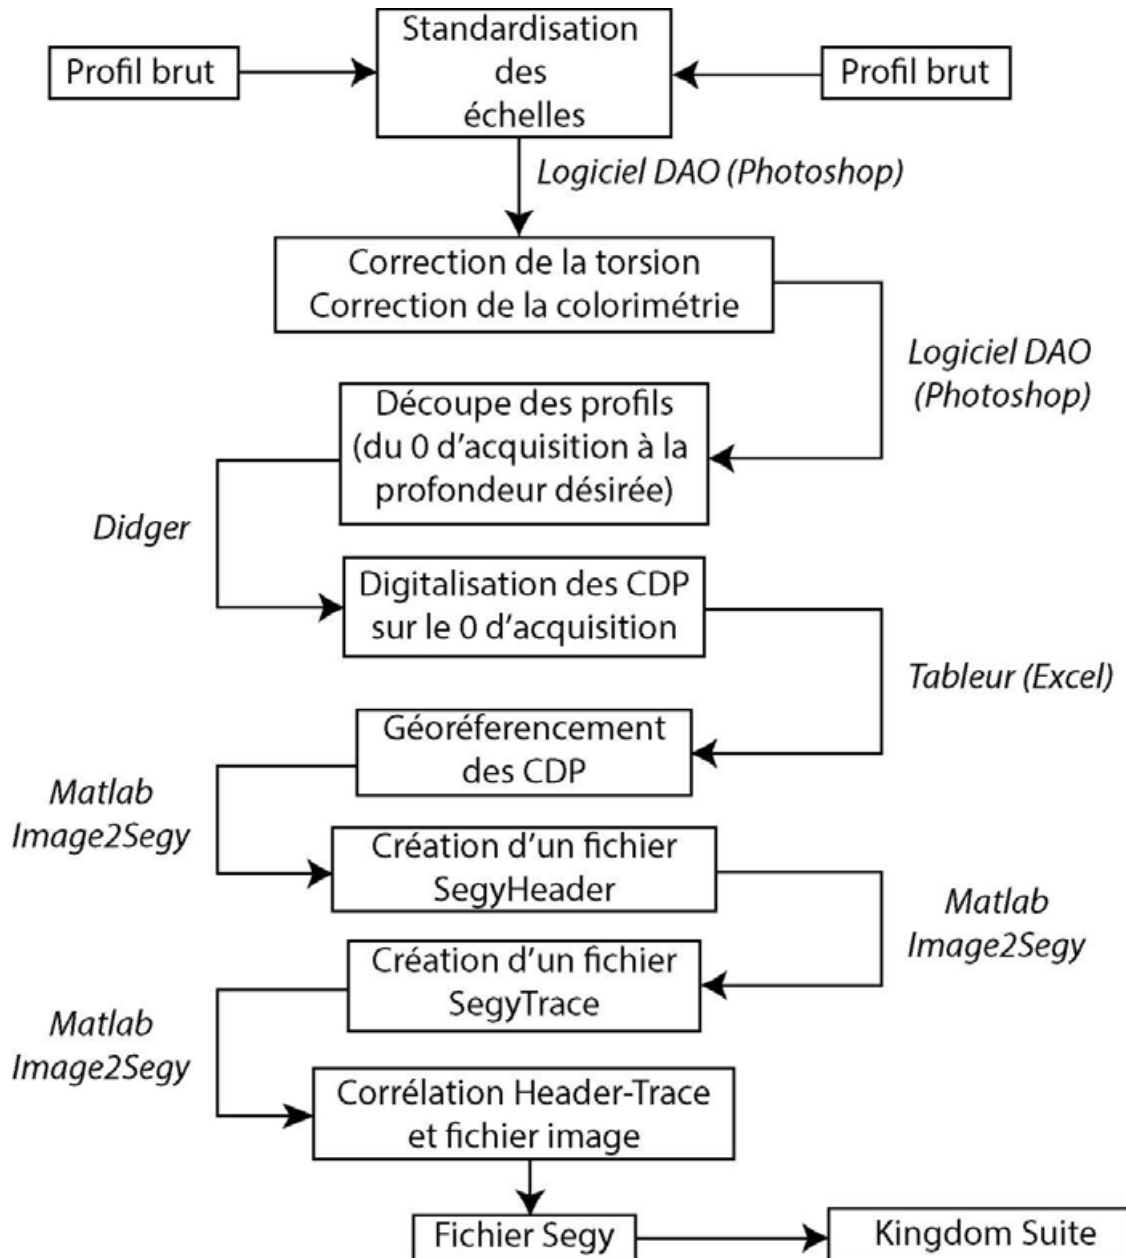 Standardisation
des
échelles
Profil brut
Profil brut
Logiciel DAO (Photoshop)
Correction de la torsion
Correction de la colorimétrie
Logiciel DAO
(Photoshop)
Découpe des profils
(du 0 d'acquisition à la
profondeur désirée)
Didger
Digitalisation des CDP
sur le 0 d'acquisition
Tableur (Excel)
Géoréferencement
des CDP
Matlab
Image2Segy
Création d'un fichier
SegyHeader
Matlab
Image2Segy
Création d'un fichier
SegyTrace
Matlab
Image2Segy
Corrélation Header-Trace
et fichier image
Fichier Segy
Kingdom Suite